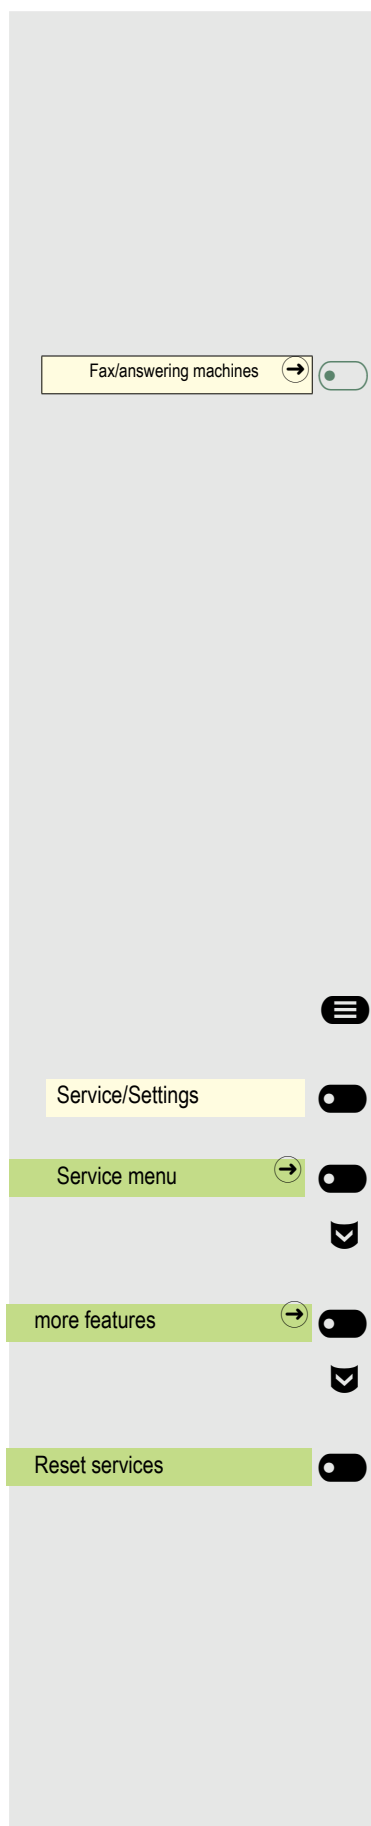 Fax/answering machines
Service/Settings
Service menu
more features
Reset services